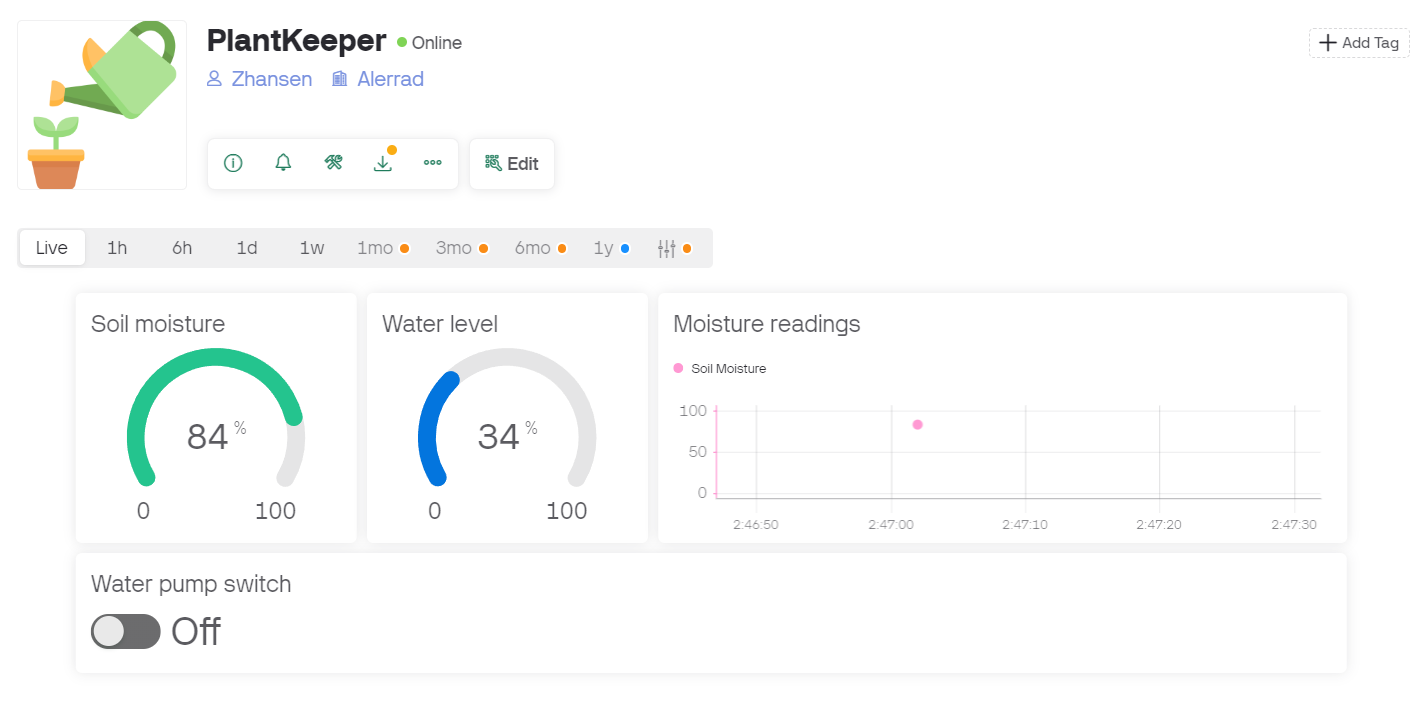 PlantKeeper Online
Zhansen Alerrad
Add Tag
Edit
Live 1h 6h 1d 1w 1mo 3mo 6mo 1y
Soil moisture
84 %
0 100
Water level
34 %
0 100
Moisture readings
Soil Moisture
100
50
0
2:46:50 2:47:00 2:47:10 2:47:20 2:47:30
Water pump switch
Off